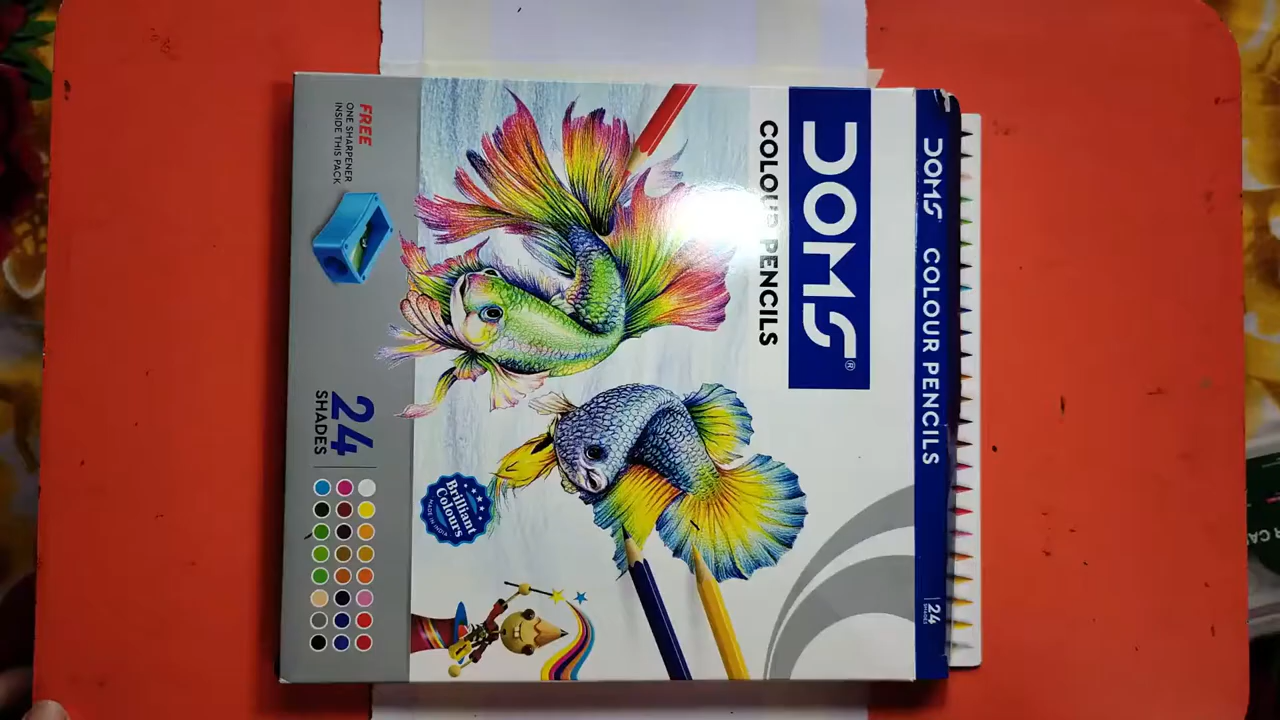 DOMS
COLOUR PENCILS
24
SHADES
DOMS®
COLOUR PENCILS
Brilliant
Colours
MADE IN INDIA
FREE
ONE SHARPENER
INSIDE THIS PACK
24
SHADES